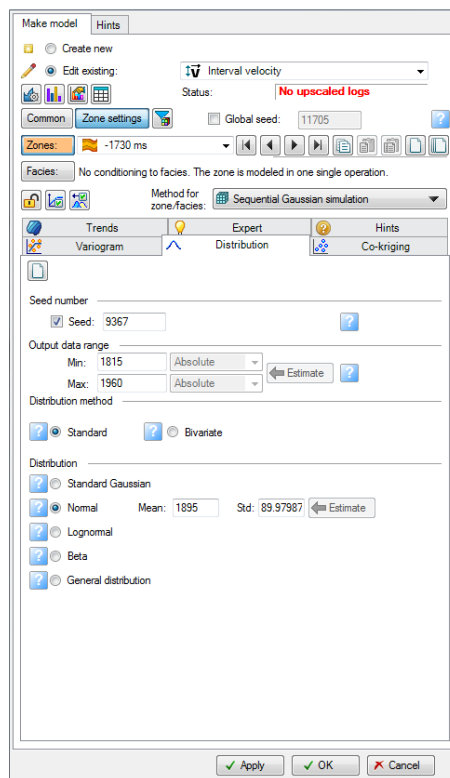 Make model Hints
Create new
Edit existing: Interval velocity
Status: No upscaled logs
Common Zone settings Global seed: 11705 ?
Zones: -1730 ms
Facies: No conditioning to facies. The zone is modeled in one single operation.
Method for
zone/facies: Sequential Gaussian simulation
Trends Expert ? Hints
Variogram Distribution Co-kriging
Seed number
Seed: 9367 ?
Output data range
Min: 1815 Absolute
Estimate ?
Max: 1960 Absolute
Distribution method
? Standard ? Bivariate
Distribution
? Standard Gaussian
? Normal Mean: 1895 Std: 89.97987 Estimate
? Lognormal
? Beta
? General distribution
Apply OK Cancel